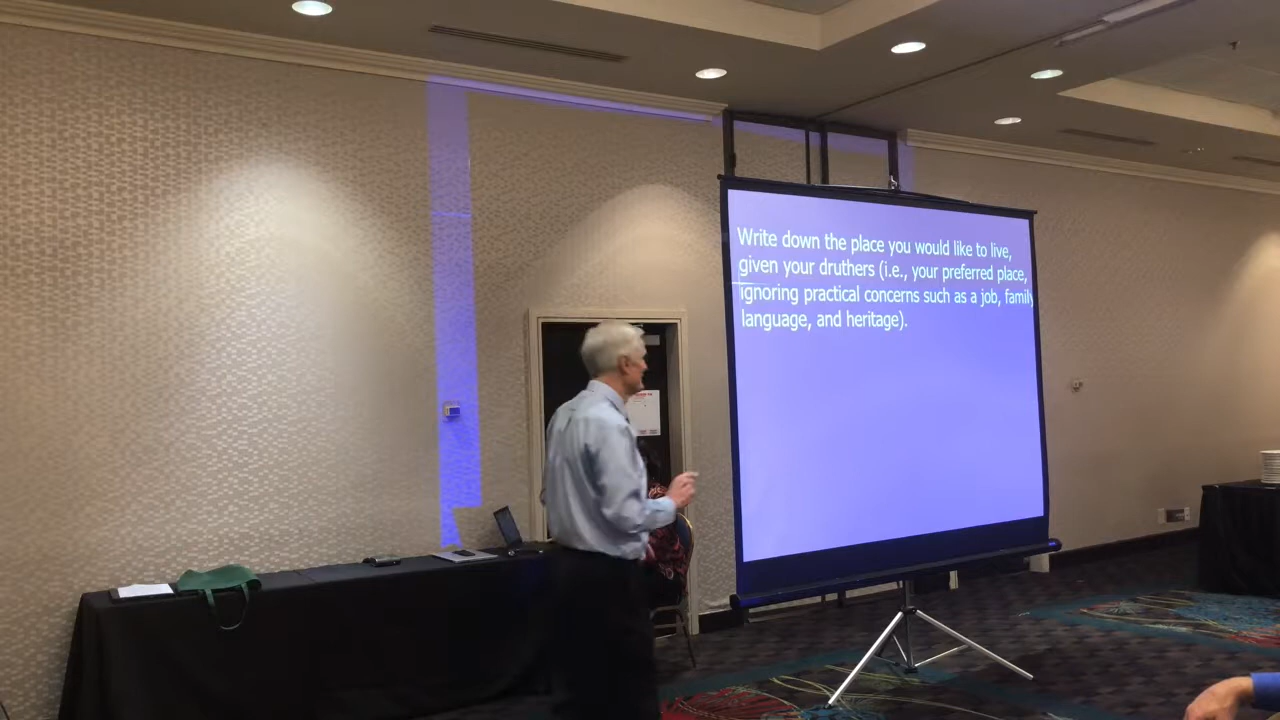 Write down the place you would like to live,
given your druthers (i.e., your preferred place,
ignoring practical concerns such as a job, family
language, and heritage).